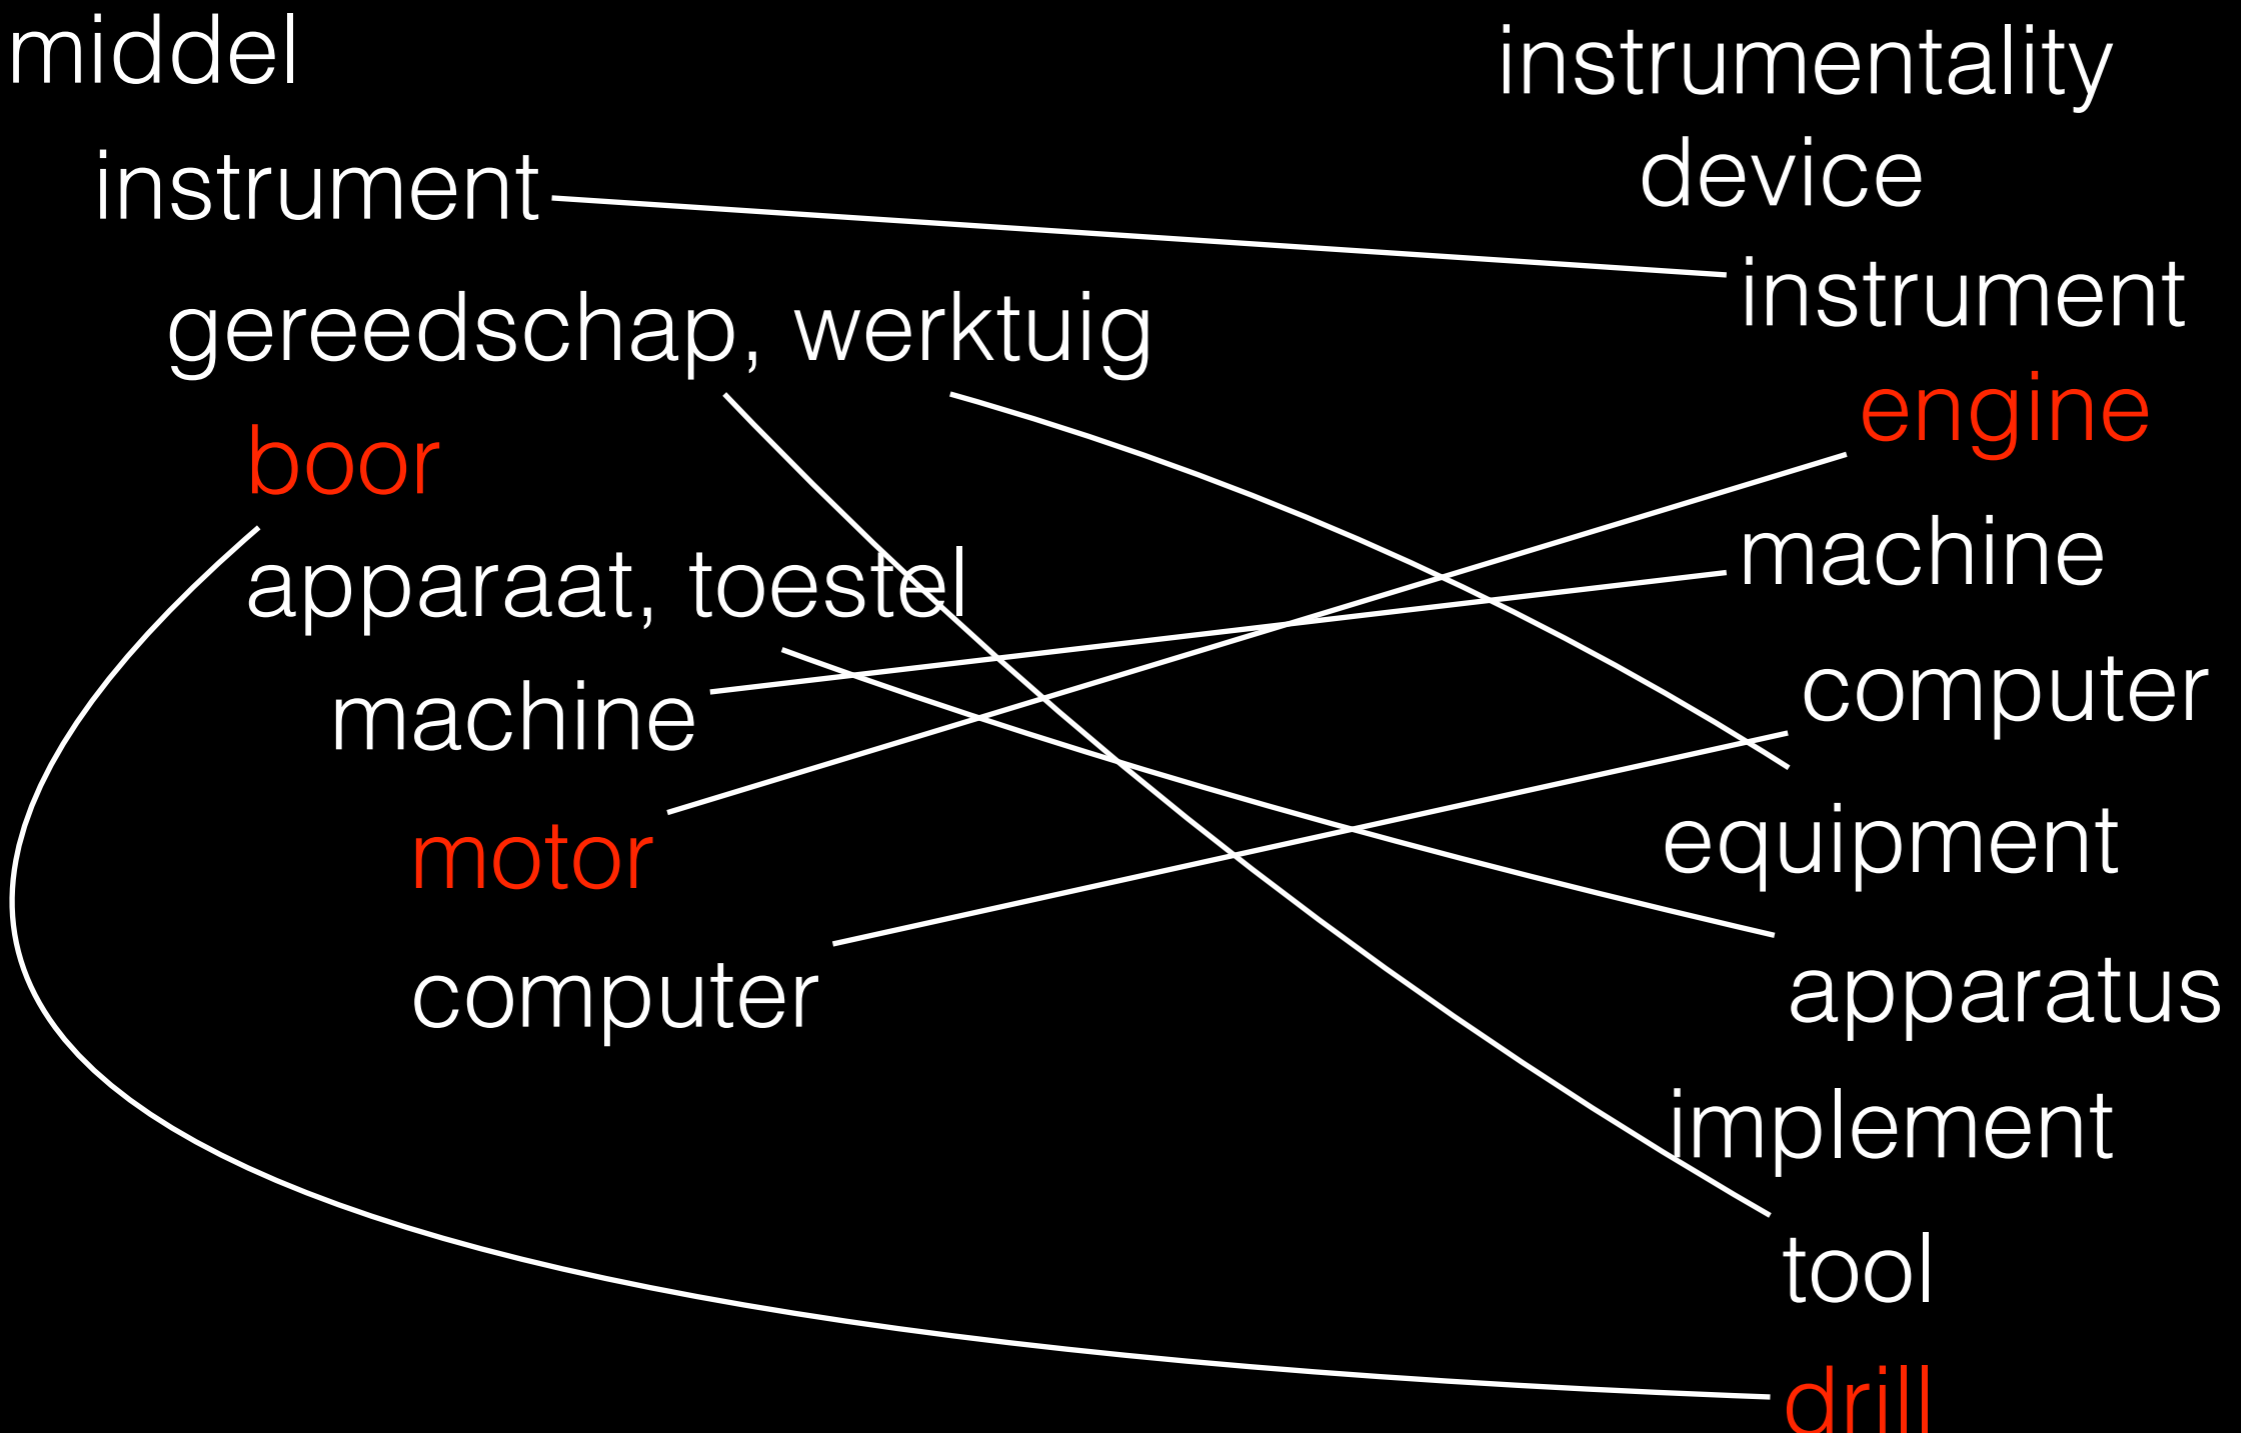 middel
instrument
gereedschap, werktuig
boor
apparaat, toestel
machine
motor
computer
instrumentality
device
instrument
engine
machine
computer
equipment
apparatus
implement
tool
drill